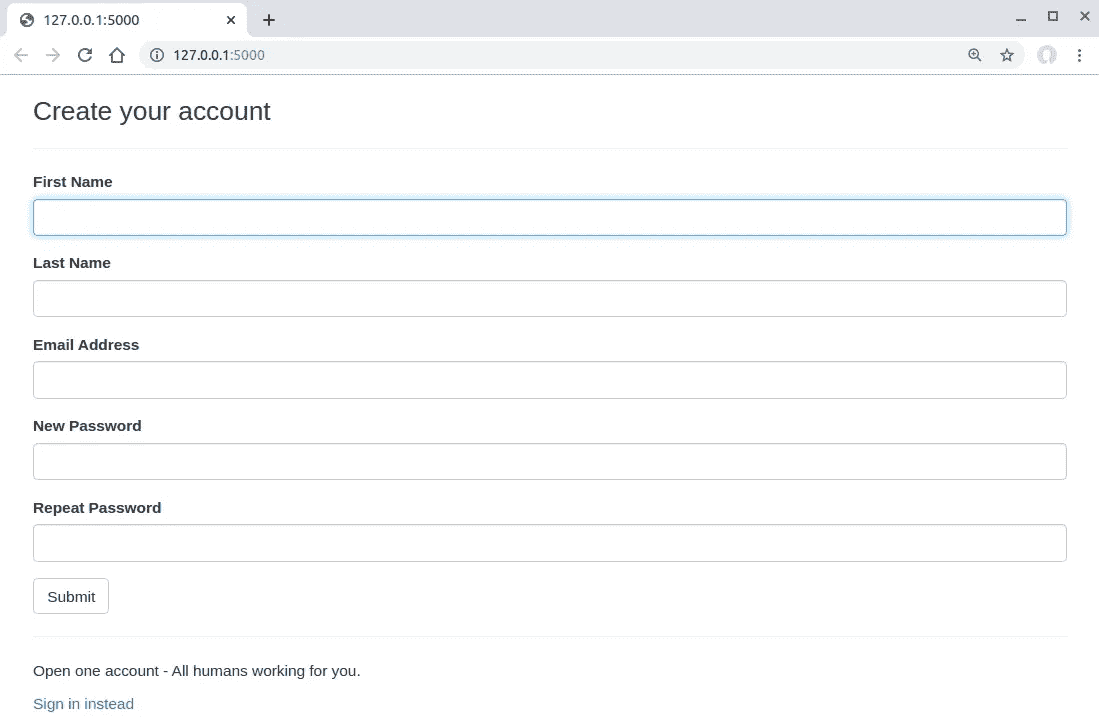 127.0.0.1:5000
127.0.0.1:5000
Create your account
First Name
Last Name
Email Address
New Password
Repeat Password
Submit
Open one account - All humans working for you.
Sign in instead